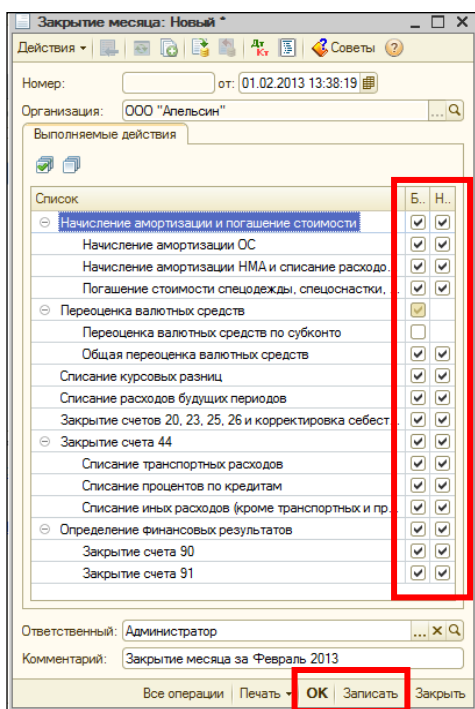 Закрытие месяца: Новый *
Действия Дт Кт Советы
Номер: от: 01.02.2013 13:38:19
Организация: ООО "Апельсин" ...
Выполняемые действия
Список Б.. Н..
Начисление амортизации и погашение стоимости
Начисление амортизации ОС
Начисление амортизации НМА и списание расходо...
Погашение стоимости спецодежды, спецоснастки, ...
Переоценка валютных средств
Переоценка валютных средств по субконто
Общая переоценка валютных средств
Списание курсовых разниц
Списание расходов будущих периодов
Закрытие счетов 20, 23, 25, 26 и корректировка себест...
Закрытие счета 44
Списание транспортных расходов
Списание процентов по кредитам
Списание иных расходов (кроме транспортных и пр...
Определение финансовых результатов
Закрытие счета 90
Закрытие счета 91
Ответственный: Администратор ...
Комментарий: Закрытие месяца за Февраль 2013
Все операции Печать OK Записать Закрыть